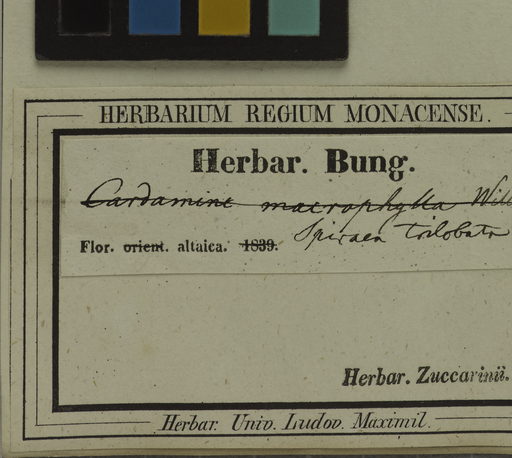 HERBARIUM REGIUM MONACENSE.
Herbar. Bung.
Cardamine macrophylla Will
Spiraea trilobata
Flor. orient. altaica. 1839.
Herbar. Zuccarinii.
Herbar. Univ. Ludov. Maximil.